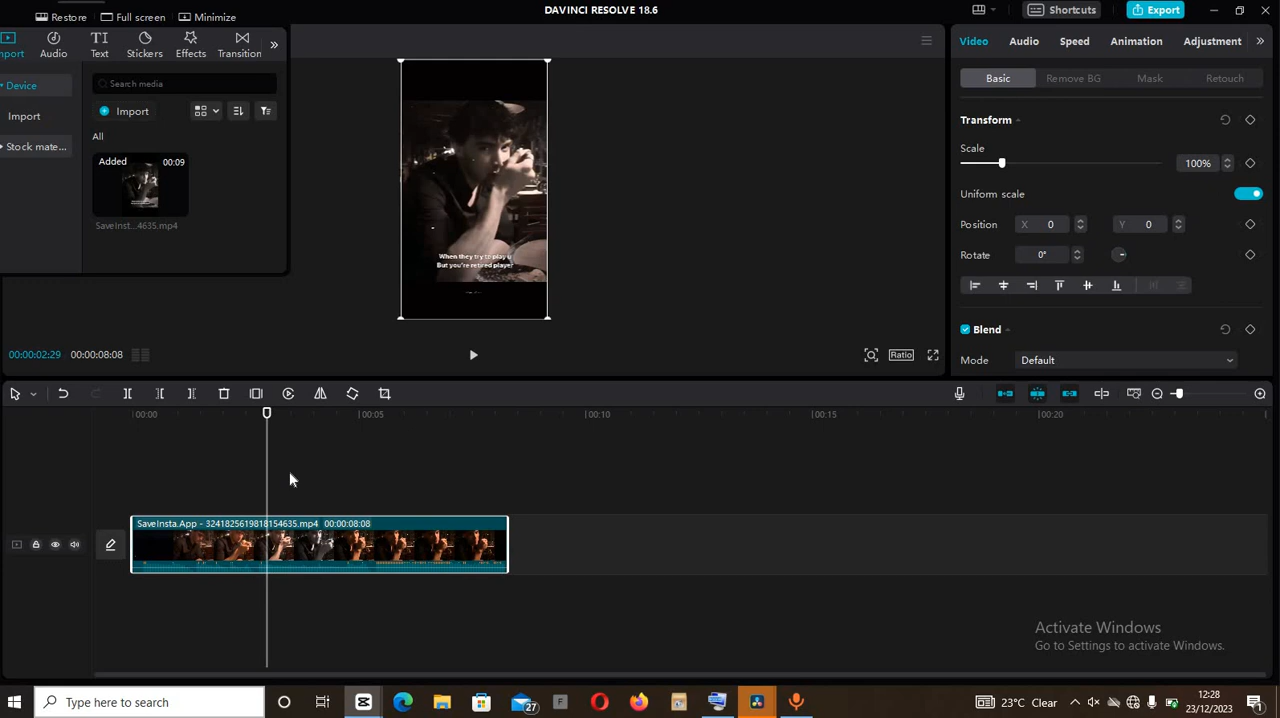 DAVINCI RESOLVE 18.6
Restore Full screen Minimize
Shortcuts Export
Import Audio Text Stickers Effects Transition
Video Audio Speed Animation Adjustment
Device
Search media
Basic Remove BG Mask Retouch
Import
Import
Stock mate...
All
Added 00:09
SaveInst...4635.mp4
Transform
Scale 100%
Uniform scale
Position X 0 Y 0
Rotate 0°
Blend
Mode Default
When they try to play u
But you're retired player
00:00:02:29 00:00:08:08
Ratio
00:00 00:05 00:10 00:15 00:20
SaveInsta.App - 3241825619818154635.mp4 00:00:08:08
Activate Windows
Go to Settings to activate Windows.
Type here to search
27
F
23°C Clear
12:28
23/12/2023
1